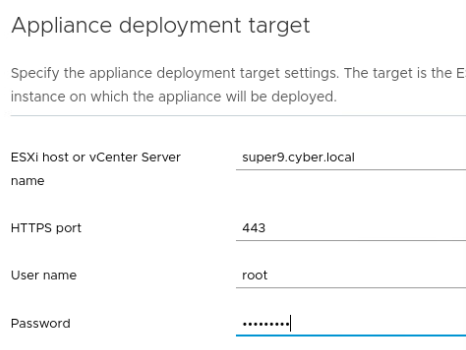 Appliance deployment target
Specify the appliance deployment target settings. The target is the E
instance on which the appliance will be deployed.
ESXi host or vCenter Server name
super9.cyber.local
HTTPS port
443
User name
root
Password
•••••••••